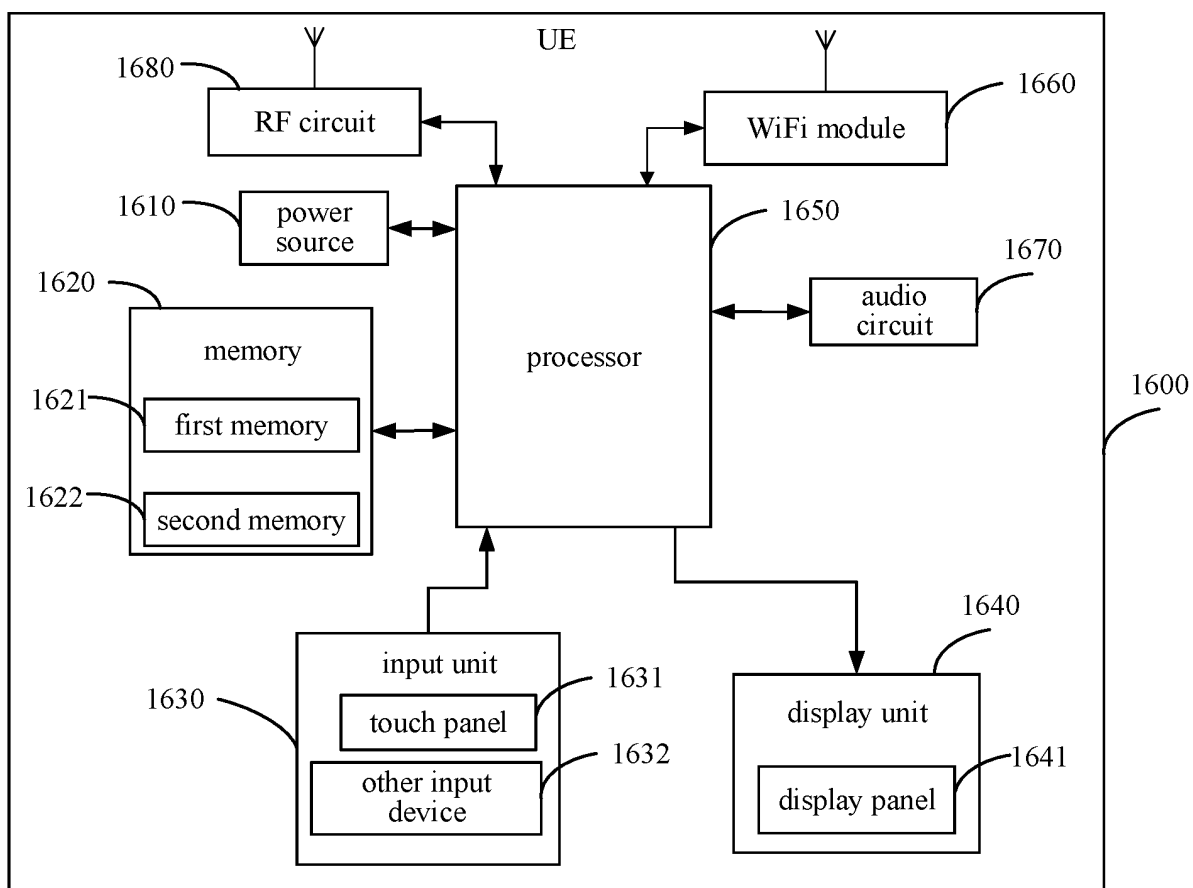 UE
1680
RF circuit
WiFi module
1660
1610
power
source
1650
1670
audio
circuit
1620
memory
processor
1600
1621
first memory
1622
second memory
1630
input unit
1631
touch panel
1632
other input
device
1640
display unit
1641
display panel